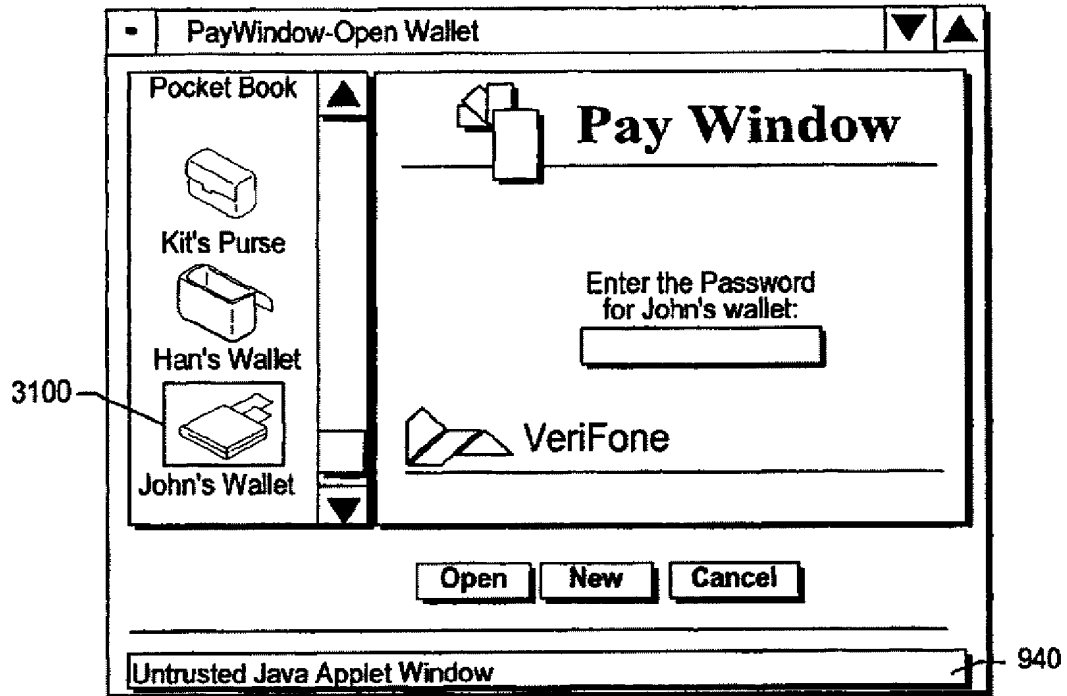 PayWindow-Open Wallet
Pocket Book
Kit's Purse
Han's Wallet
3100
John's Wallet
Pay Window
Enter the Password
for John's wallet:
VeriFone
Open New Cancel
Untrusted Java Applet Window
940